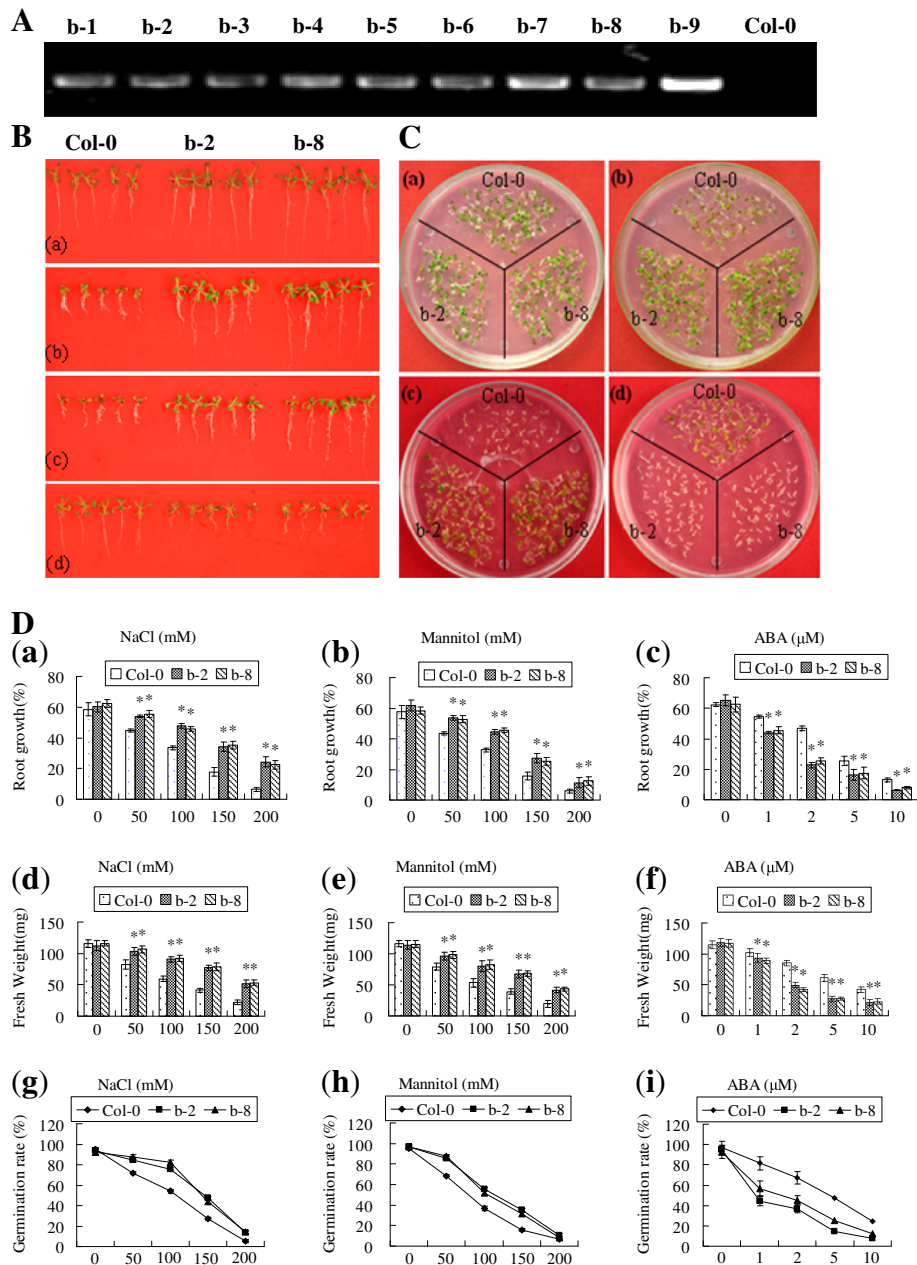 A
b-1 b-2 b-3 b-4 b-5 b-6 b-7 b-8 b-9 Col-0
B
Col-0 b-2 b-8
(a)
(b)
(c)
(d)
C
(a)
Col-0
b-2
b-8
(b)
Col-0
b-2
b-8
(c)
Col-0
b-2
b-8
(d)
Col-0
b-2
b-8
D
(a)
NaCl (mM)
Col-0 b-2 b-8
Root growth(%)
80
60
40
20
0
** ** ** **
0 50 100 150 200
(b)
Mannitol (mM)
Col-0 b-2 b-8
Root growth(%)
80
60
40
20
0
** ** ** **
0 50 100 150 200
(c)
ABA (μM)
Col-0 b-2 b-8
Root growth(%)
80
60
40
20
0
** ** ** **
0 1 2 5 10
(d)
NaCl (mM)
Col-0 b-2 b-8
Fresh Weight(mg)
150
100
50
0
** ** ** **
0 50 100 150 200
(e)
Mannitol (mM)
Col-0 b-2 b-8
Fresh Weight(mg)
150
100
50
0
** ** ** **
0 50 100 150 200
(f)
ABA (μM)
Col-0 b-2 b-8
Fresh Weight(mg)
150
100
50
0
** ** ** **
0 1 2 5 10
(g)
NaCl (mM)
Col-0 b-2 b-8
Germination rate (%)
120
100
80
60
40
20
0
0 50 100 150 200
(h)
Mannitol (mM)
Col-0 b-2 b-8
Germination rate (%)
120
100
80
60
40
20
0
0 50 100 150 200
(i)
ABA (μM)
Col-0 b-2 b-8
Germination rate (%)
120
100
80
60
40
20
0
0 1 2 5 10